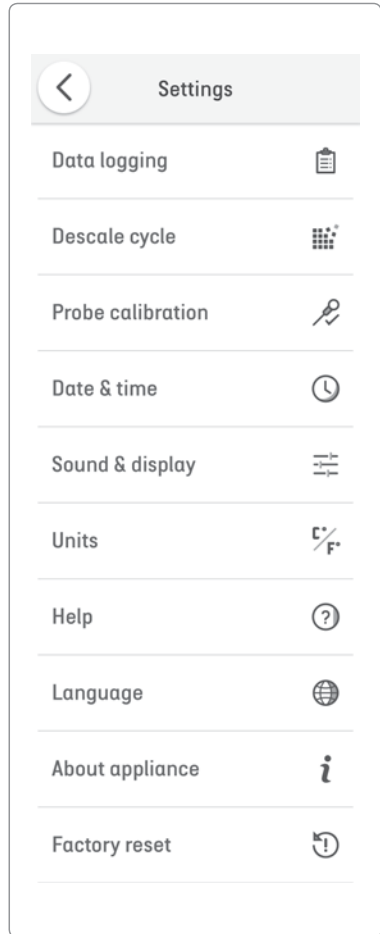 Settings
Data logging
Descale cycle
Probe calibration
Date & time
Sound & display
Units
C°/F°
Help
Language
About appliance
Factory reset